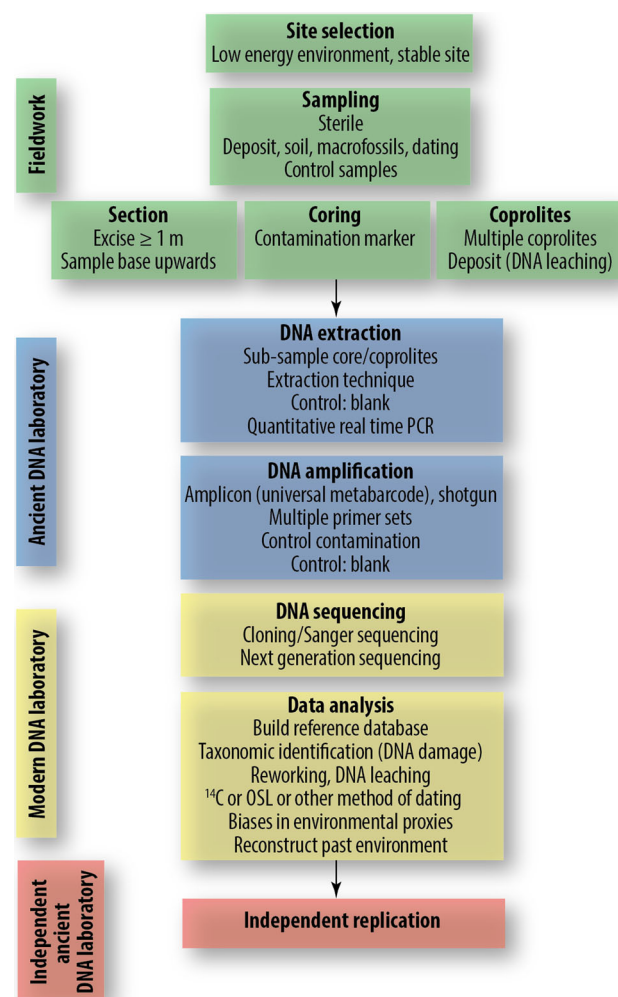 Site selection
Low energy environment, stable site
Fieldwork
Sampling
Sterile
Deposit, soil, macrofossils, dating
Control samples
Section
Excise ≥ 1 m
Sample base upwards
Coring
Contamination marker
Coprolites
Multiple coprolites
Deposit (DNA leaching)
Ancient DNA laboratory
DNA extraction
Sub-sample core/coprolites
Extraction technique
Control: blank
Quantitative real time PCR
DNA amplification
Amplicon (universal metabarcode), shotgun
Multiple primer sets
Control contamination
Control: blank
Modern DNA laboratory
DNA sequencing
Cloning/Sanger sequencing
Next generation sequencing
Data analysis
Build reference database
Taxonomic identification (DNA damage)
Reworking, DNA leaching
¹⁴C or OSL or other method of dating
Biases in environmental proxies
Reconstruct past environment
Independent
ancient
DNA laboratory
Independent replication